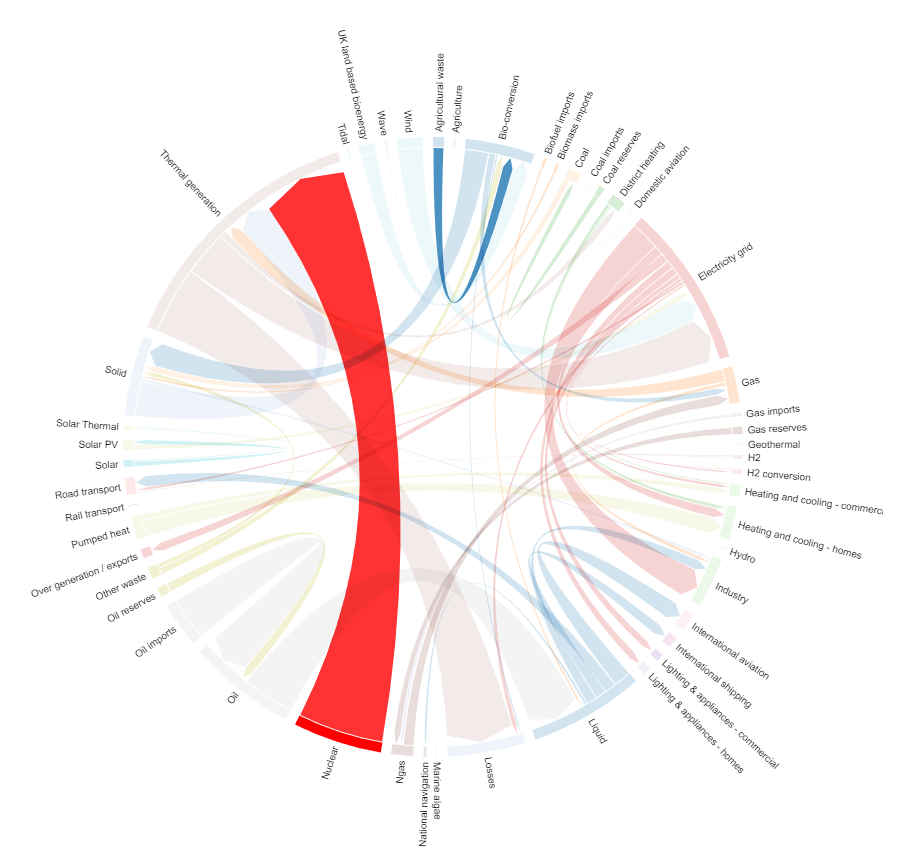 Agricultural waste
Agriculture
Bio-conversion
Biofuel imports
Biomass imports
Coal
Coal imports
Coal reserves
District heating
Domestic aviation
Electricity grid
Gas
Gas imports
Gas reserves
Geothermal
H2
H2 conversion
Heating and cooling - commerci
Heating and cooling - homes
Hydro
Industry
International aviation
International shipping
Lighting & appliances - commercial
Lighting & appliances - homes
Liquid
Losses
Marine algae
National navigation
Ngas
Nuclear
Oil
Oil imports
Oil reserves
Other waste
Over generation / exports
Pumped heat
Rail transport
Road transport
Solar
Solar PV
Solar Thermal
Solid
Thermal generation
Tidal
UK land based bioenergy
Wave
Wind